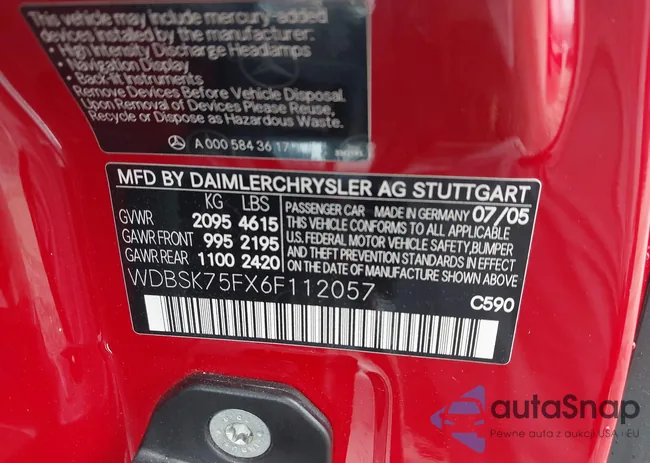 This vehicle may include mercury-added
devices installed by the manufacturer:
• High Intensity Discharge Headlamps
• Navigation Display
• Back-lit Instruments
Remove Devices Before Vehicle Disposal.
Upon Removal of Devices Please Reuse,
Recycle or Dispose as Hazardous Waste.
A 000 584 36 17
MFD BY DAIMLERCHRYSLER AG STUTTGART
KG LBS
GVWR 2095 4615
GAWR FRONT 995 2195
GAWR REAR 1100 2420
PASSENGER CAR MADE IN GERMANY 07/05
THIS VEHICLE CONFORMS TO ALL APPLICABLE
U.S. FEDERAL MOTOR VEHICLE SAFETY, BUMPER
AND THEFT PREVENTION STANDARDS IN EFFECT
ON THE DATE OF MANUFACTURE SHOWN ABOVE
WDBSK75FX6F112057
C590
autaSnap
Pewne auta z aukcji USA i EU